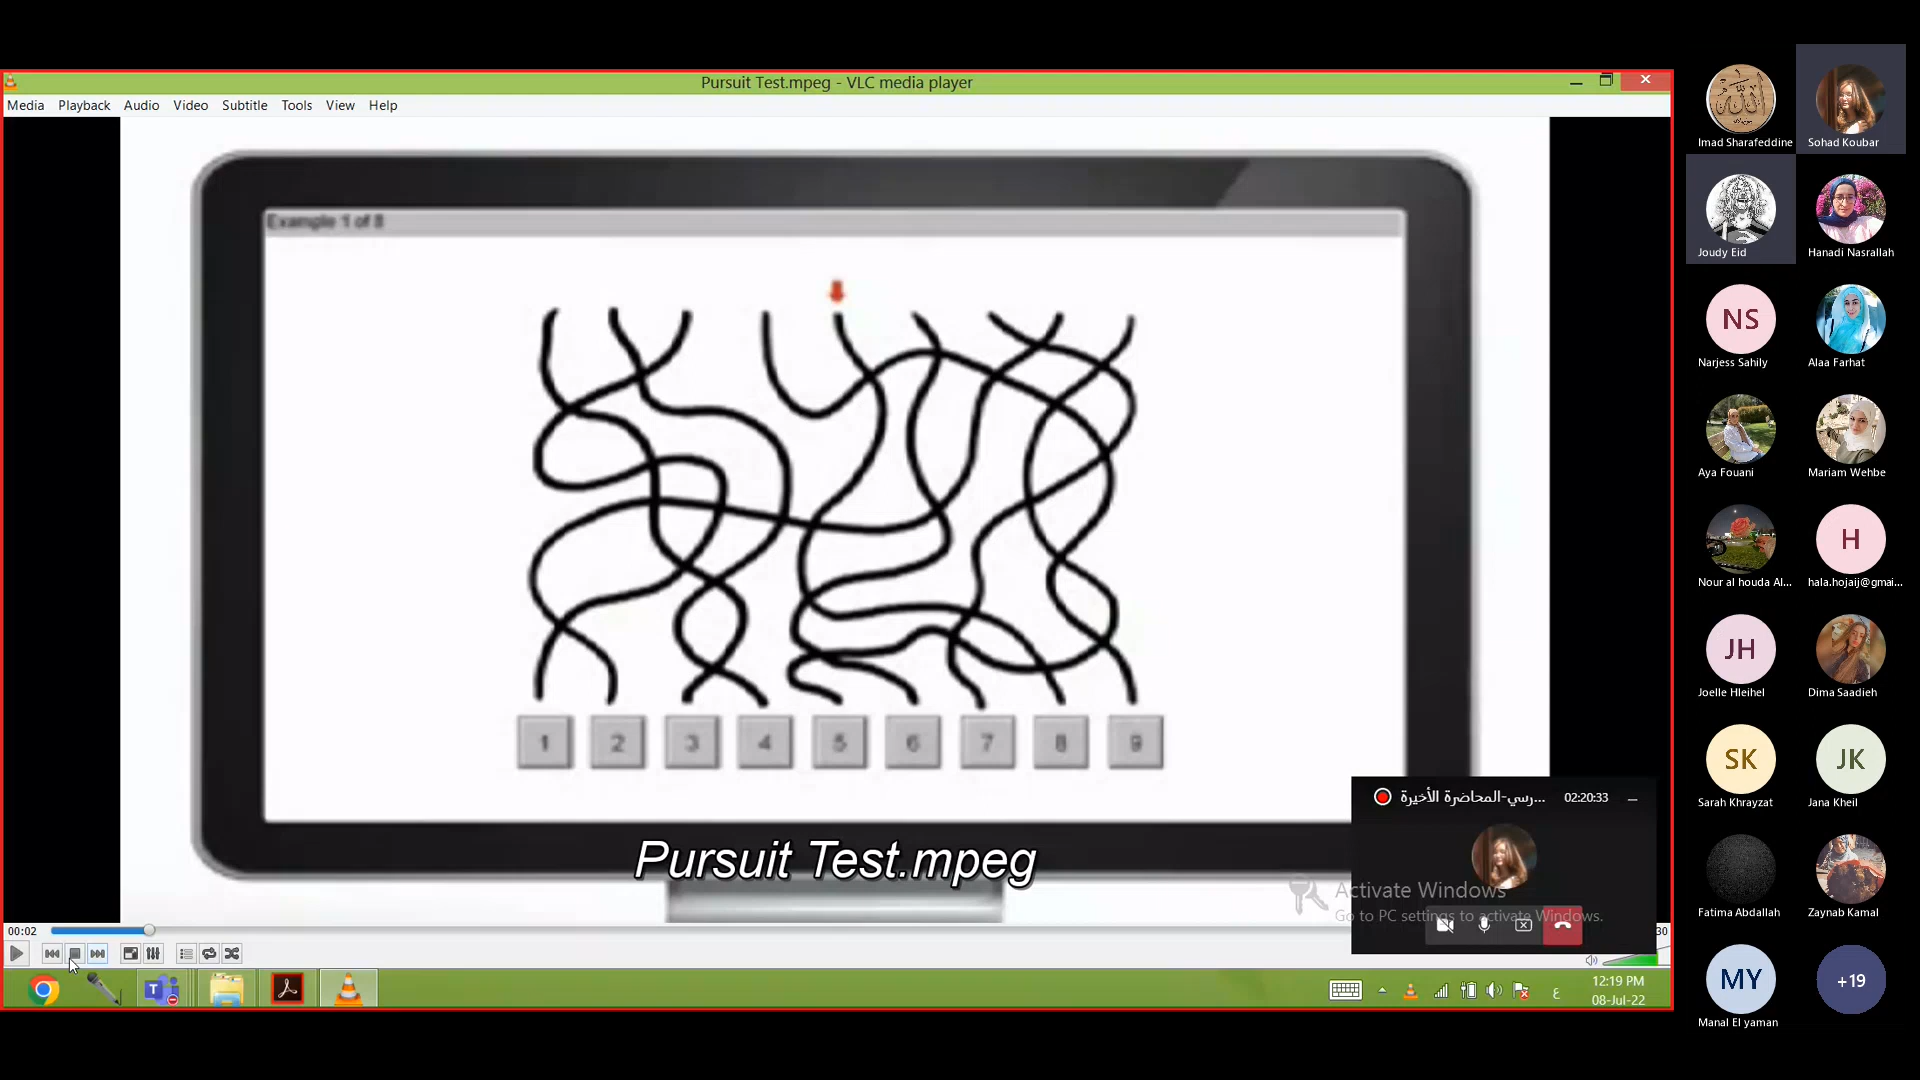 Pursuit Test.mpeg - VLC media player
Media Playback Audio Video Subtitle Tools View Help
Example 1 of 8
1 2 3 4 5 6 7 8 9
Pursuit Test.mpeg
...رسي-المحاضرة الأخيرة
02:20:33
Activate Windows
Go to PC settings to activate Windows.
00:02
30
T
ع
12:19 PM
08-Jul-22
Imad Sharafeddine
Sohad Koubar
Joudy Eid
Hanadi Nasrallah
NS
Narjess Sahily
Alaa Farhat
Aya Fouani
Mariam Wehbe
Nour al houda Al...
H
hala.hojaij@gmai...
JH
Joelle Hleihel
Dima Saadieh
SK
Sarah Khrayzat
JK
Jana Kheil
Fatima Abdallah
Zaynab Kamal
MY
Manal El yaman
+19